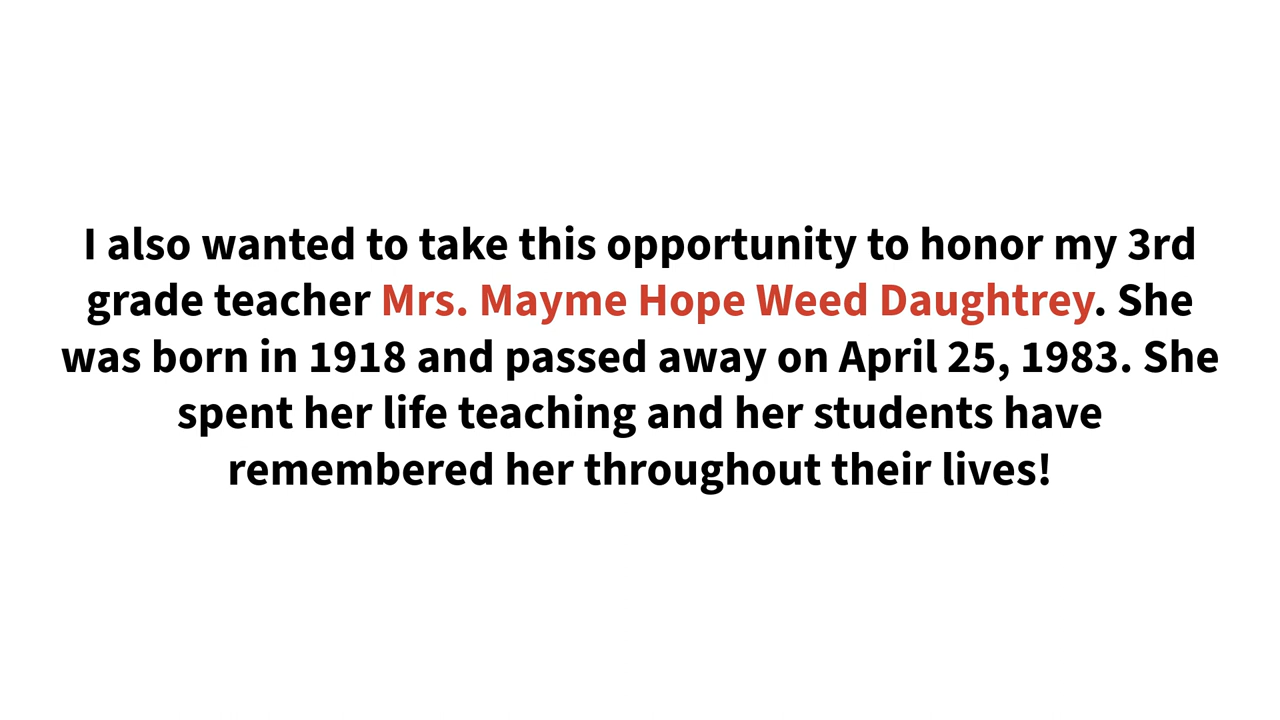 I also wanted to take this opportunity to honor my 3rd
grade teacher Mrs. Mayme Hope Weed Daughtrey. She
was born in 1918 and passed away on April 25, 1983. She
spent her life teaching and her students have
remembered her throughout their lives!